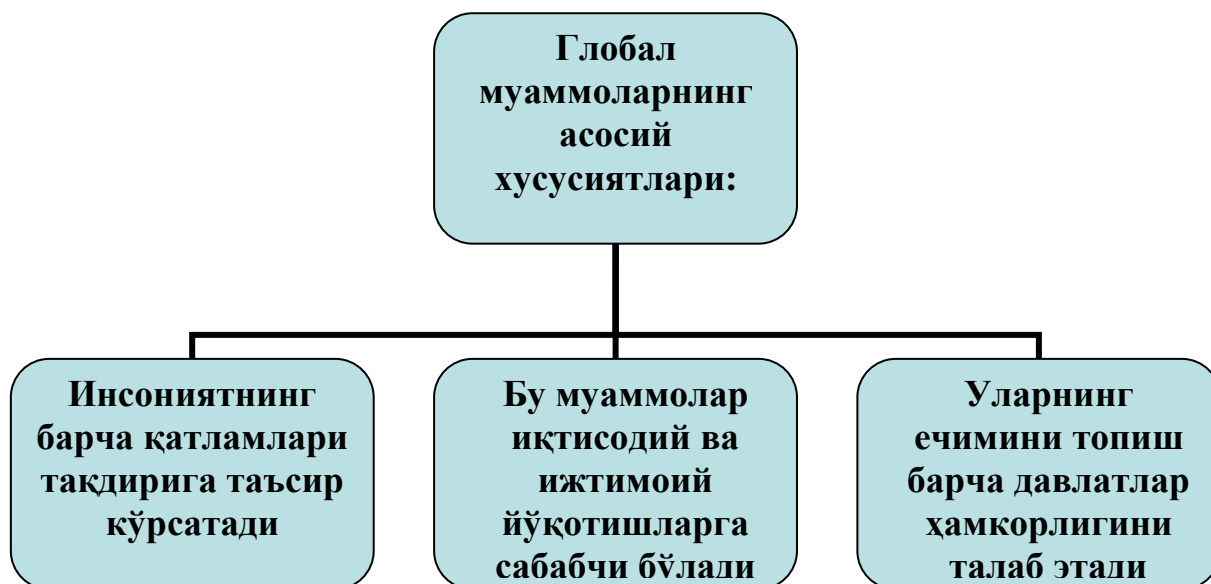 Глобал
муаммоларнинг
асосий
хусусиятлари:
Инсониятнинг
барча қатламлари
тақдирига таъсир
кўрсатади
Бу муаммолар
иқтисодий ва
ижтимоий
йўқотишларга
сабабчи бўлади
Уларнинг
ечимини топиш
барча давлатлар
ҳамкорлигини
талаб этади